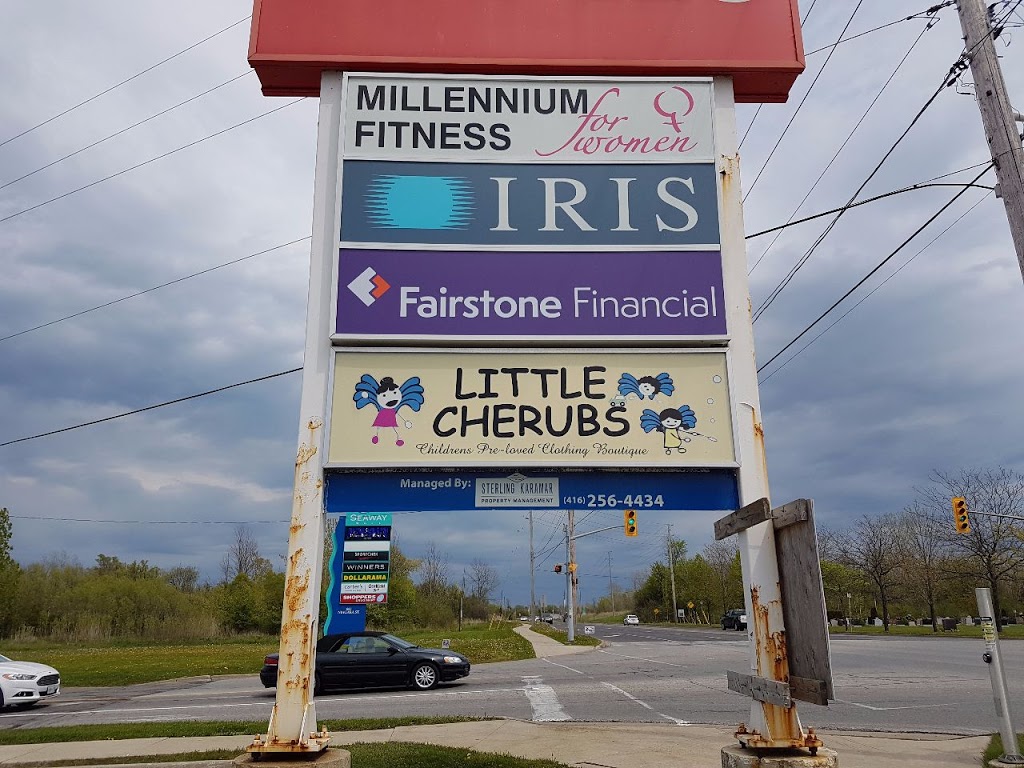 MILLENNIUM
FITNESS
for
women
IRIS
Fairstone Financial
LITTLE
CHERUBS
Childrens Pre-loved Clothing Boutique
Managed By:
STERLING KARAMAR
PROPERTY MANAGEMENT
(416) 256-4434
SEAWAY
WINNERS
DOLLARAMA
SHOPPERS